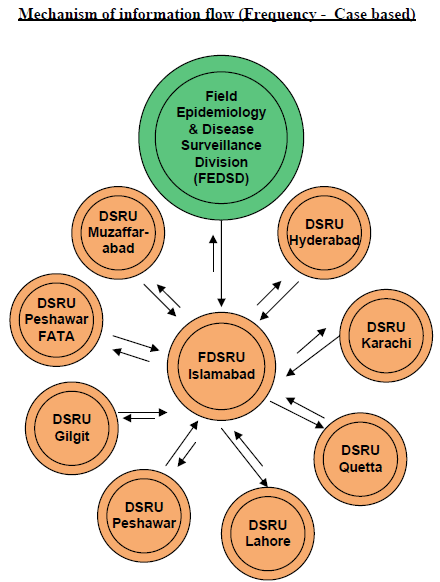 Mechanism of information flow (Frequency -  Case based)
Field
Epidemiology
& Disease
Surveillance
Division
(FEDSD)
DSRU
Muzaffar-
abad
DSRU
Hyderabad
DSRU
Peshawar
FATA
FDSRU
Islamabad
DSRU
Karachi
DSRU
Gilgit
DSRU
Quetta
DSRU
Peshawar
DSRU
Lahore